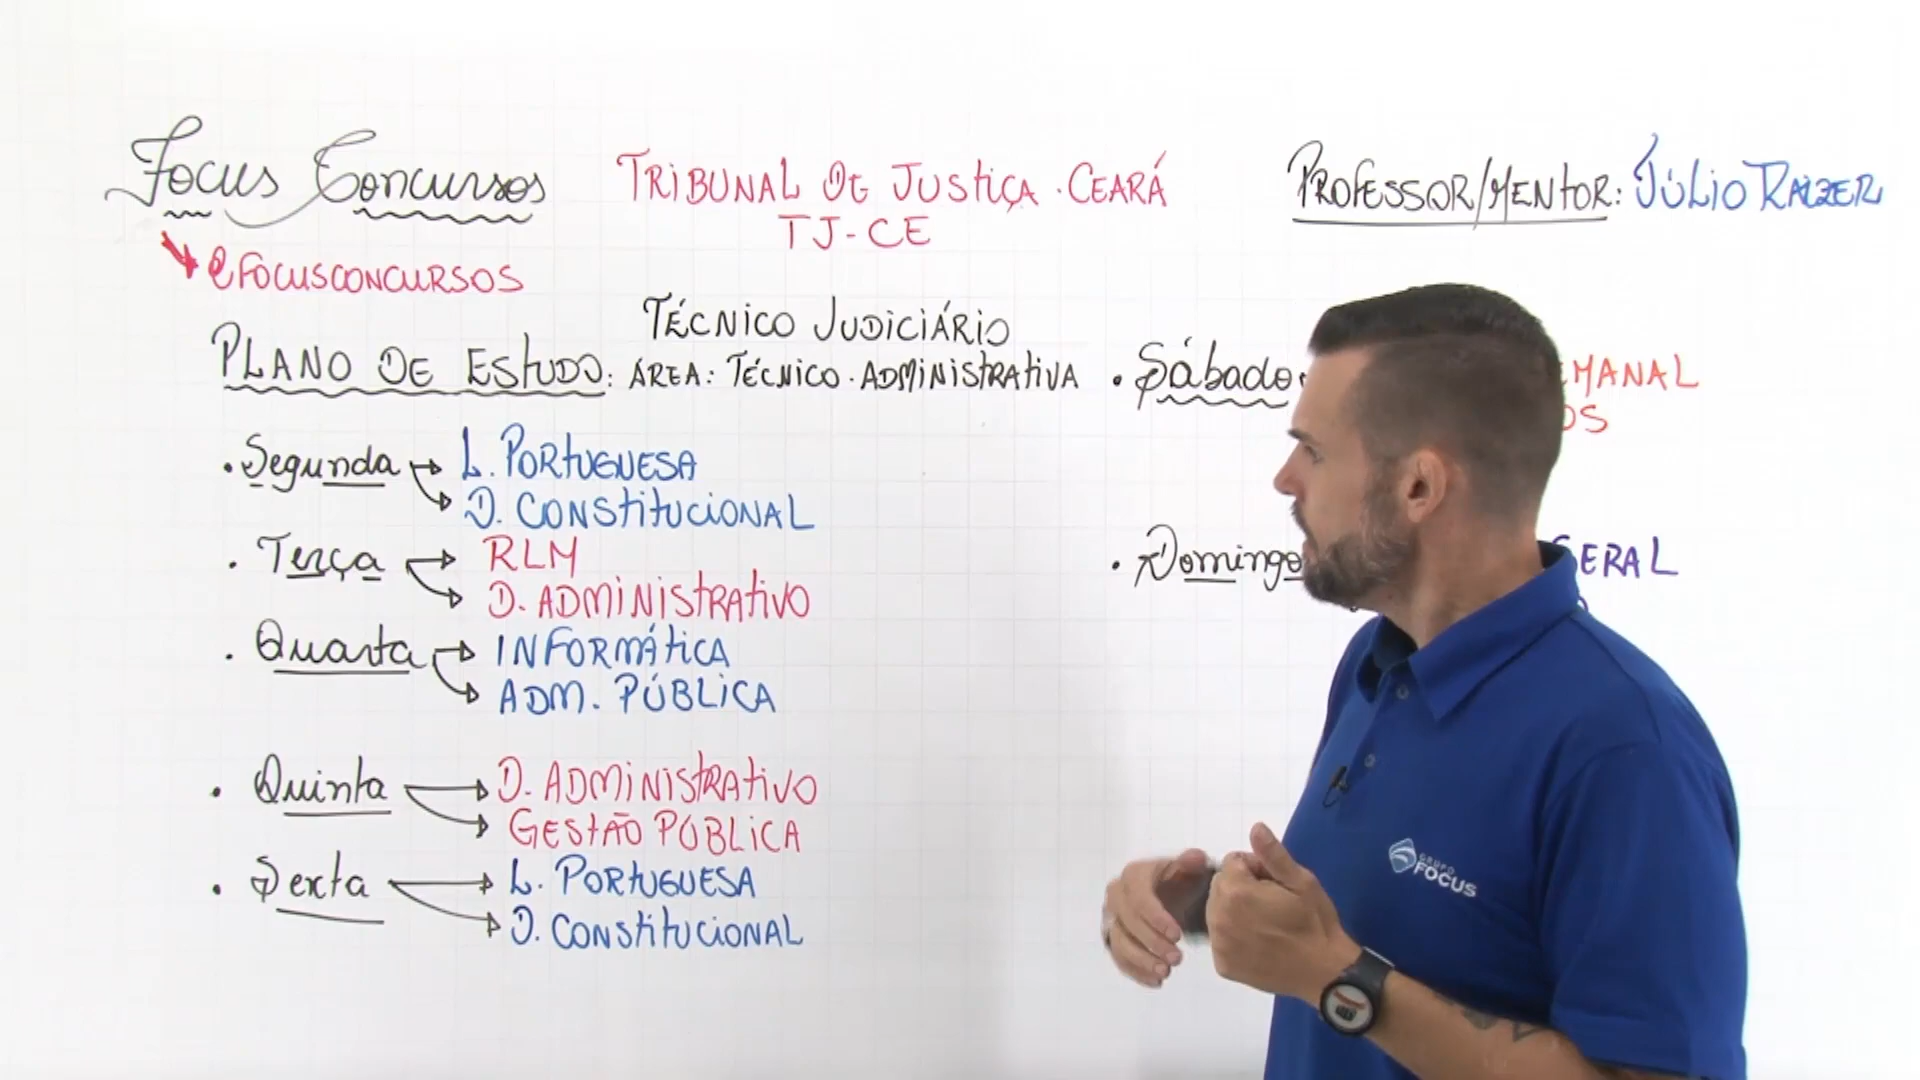 Focus Concursos
@FOCUSCONCURSOS
TRIBUNAL DE JUSTIÇA · CEARÁ
TJ-CE
PROFESSOR/MENTOR: JÚLIO RAIZER
TÉCNICO JUDICIÁRIO
PLANO DE ESTUDO: ÁREA: TÉCNICO · ADMINISTRATIVA
· Segunda → L. PORTUGUESA
D. CONSTITUCIONAL
· Terça → RLM
D. ADMINISTRATIVO
· Quarta → INFORMÁTICA
ADM. PÚBLICA
· Quinta → D. ADMINISTRATIVO
GESTÃO PÚBLICA
· Sexta → L. PORTUGUESA
D. CONSTITUCIONAL
· Sábado MANAL
OS
· Domingo ERAL
GRUPO
FOCUS